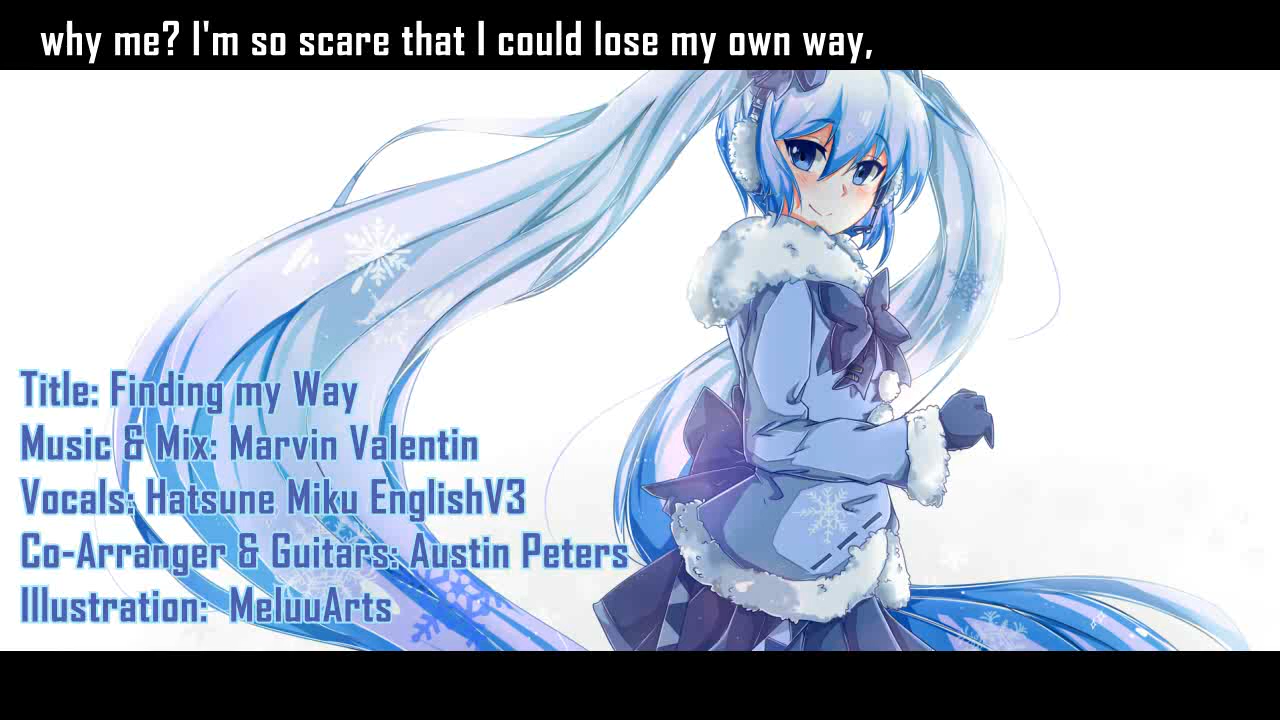 why me? I'm so scare that I could lose my own way,
Title: Finding my Way
Music & Mix: Marvin Valentin
Vocals: Hatsune Miku EnglishV3
Co-Arranger & Guitars: Austin Peters
Illustration: MeluuArts